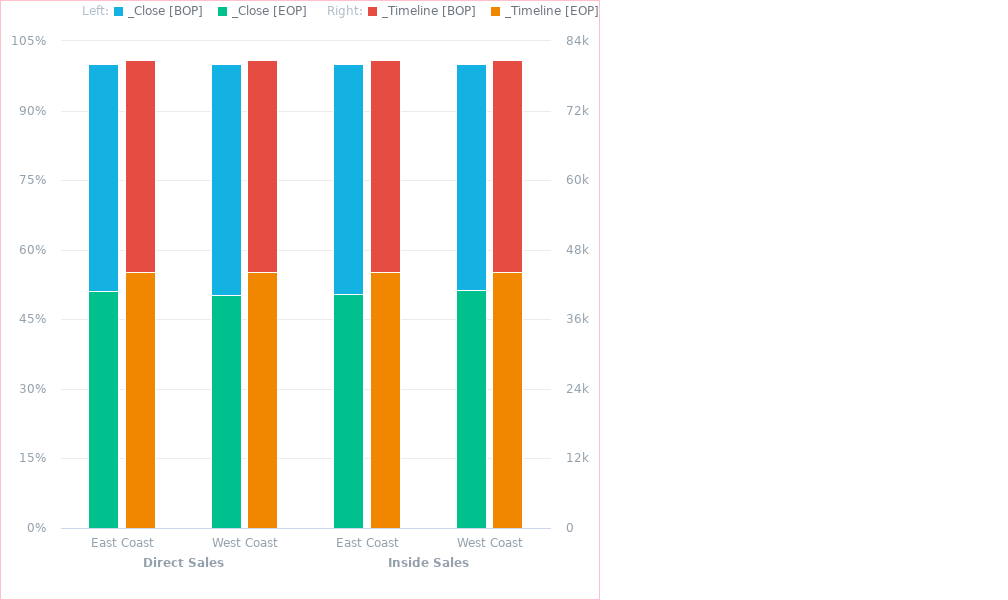 Left: _Close [BOP] _Close [EOP] Right: _Timeline [BOP] _Timeline [EOP]
105% 84k
90% 72k
75% 60k
60% 48k
45% 36k
30% 24k
15% 12k
0% 0
East Coast West Coast East Coast West Coast
Direct Sales Inside Sales